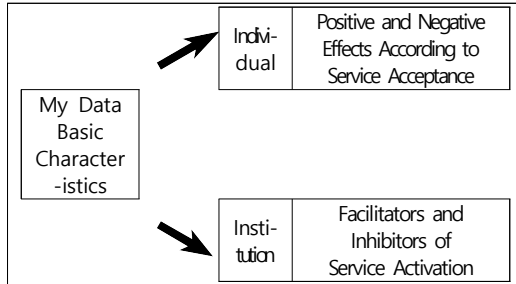 My Data
Basic
Character
-istics
Indivi-
dual
Positive and Negative
Effects According to
Service Acceptance
Insti-
tution
Facilitators and
Inhibitors of
Service Activation